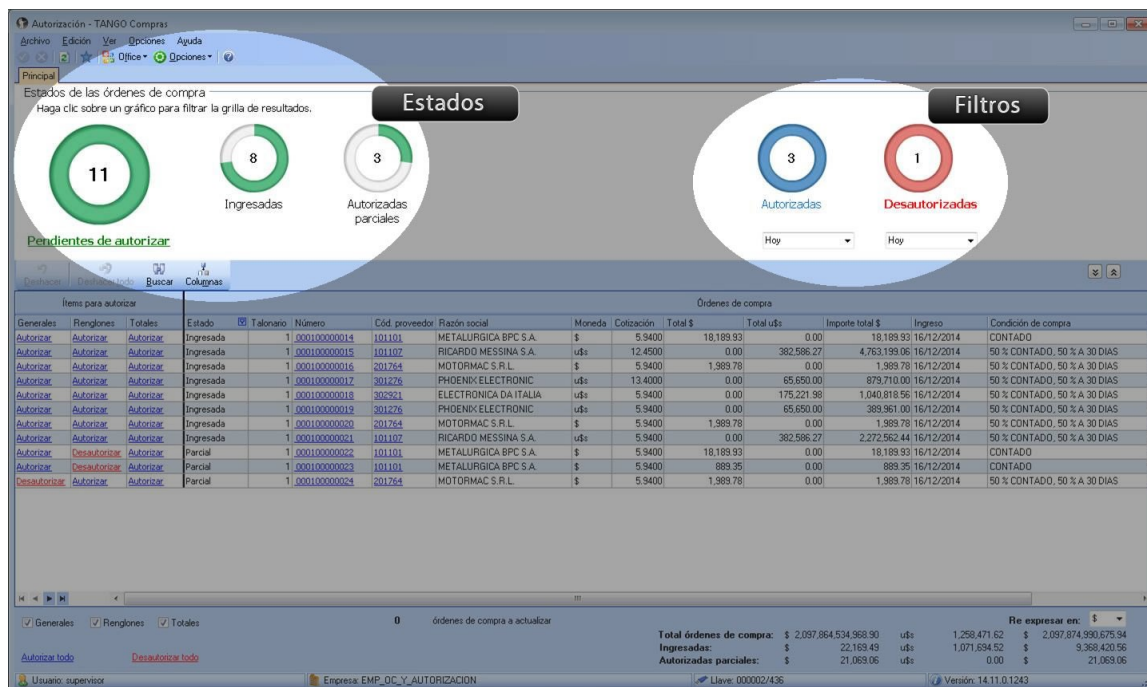 Autorización - TANGO Compras
Archivo Edición Ver Opciones Ayuda
Office Opciones
Principal
Estados de las órdenes de compra
Haga clic sobre un gráfico para filtrar la grilla de resultados.
Estados
Filtros
11 8 3 3 1
Ingresadas Autorizadas parciales Autorizadas Desautorizadas
Pendientes de autorizar
Hoy Hoy
Deshacer Deshacer todo Buscar Columnas
Ítems para autorizar Órdenes de compra
Generales Renglones Totales Estado Talonario Número Cód. proveedor Razón social Moneda Cotización Total $ Total u$s Importe total $ Ingreso Condición de compra
Autorizar Autorizar Autorizar Ingresada 1 000100000014 101101 METALURGICA BPC S.A. $ 5.9400 18,189.93 0.00 18,189.93 16/12/2014 CONTADO
Autorizar Autorizar Autorizar Ingresada 1 000100000015 101107 RICARDO MESSINA S.A. u$s 12.4500 0.00 382,586.27 4,763,199.06 16/12/2014 50 % CONTADO, 50 % A 30 DIAS
Autorizar Autorizar Autorizar Ingresada 1 000100000016 201764 MOTORMAC S.R.L. $ 5.9400 1,989.78 0.00 1,989.78 16/12/2014 50 % CONTADO, 50 % A 30 DIAS
Autorizar Autorizar Autorizar Ingresada 1 000100000017 301276 PHOENIX ELECTRONIC u$s 13.4000 0.00 65,650.00 879,710.00 16/12/2014 50 % CONTADO, 50 % A 30 DIAS
Autorizar Autorizar Autorizar Ingresada 1 000100000018 302921 ELECTRONICA DA ITALIA u$s 5.9400 0.00 175,221.98 1,040,818.56 16/12/2014 50 % CONTADO, 50 % A 30 DIAS
Autorizar Autorizar Autorizar Ingresada 1 000100000019 301276 PHOENIX ELECTRONIC u$s 5.9400 0.00 65,650.00 389,961.00 16/12/2014 50 % CONTADO, 50 % A 30 DIAS
Autorizar Autorizar Autorizar Ingresada 1 000100000020 201764 MOTORMAC S.R.L. $ 5.9400 1,989.78 0.00 1,989.78 16/12/2014 50 % CONTADO, 50 % A 30 DIAS
Autorizar Autorizar Autorizar Ingresada 1 000100000021 101107 RICARDO MESSINA S.A. u$s 5.9400 0.00 382,586.27 2,272,562.44 16/12/2014 50 % CONTADO, 50 % A 30 DIAS
Autorizar Desautorizar Autorizar Parcial 1 000100000022 101101 METALURGICA BPC S.A. $ 5.9400 18,189.93 0.00 18,189.93 16/12/2014 CONTADO
Autorizar Desautorizar Autorizar Parcial 1 000100000023 101101 METALURGICA BPC S.A. $ 5.9400 889.35 0.00 889.35 16/12/2014 CONTADO
Desautorizar Autorizar Autorizar Parcial 1 000100000024 201764 MOTORMAC S.R.L. $ 5.9400 1,989.78 0.00 1,989.78 16/12/2014 50 % CONTADO, 50 % A 30 DIAS
Generales Renglones Totales 0 órdenes de compra a actualizar Re expresar en: $
Total órdenes de compra: $ 2,097,864,534,968.90 u$s 1,258,471.62 $ 2,097,874,990,675.94
Ingresadas: $ 22,169.49 u$s 1,071,694.52 $ 9,368,420.56
Autorizar todo Desautorizar todo Autorizadas parciales: $ 21,069.06 u$s 0.00 $ 21,069.06
Usuario: supervisor Empresa: EMP_OC_Y_AUTORIZACION Llave: 000002/436 Versión: 14.11.0.1243